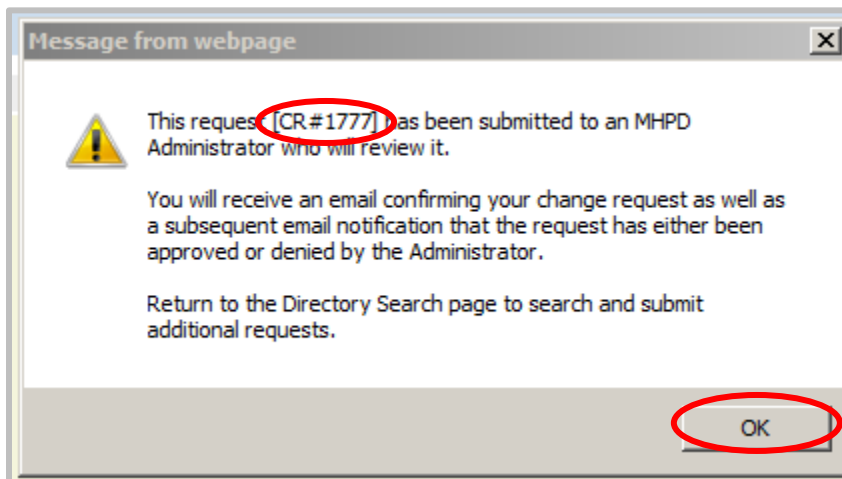 Message from webpage
This request [CR#1777] has been submitted to an MHPD
Administrator who will review it.
You will receive an email confirming your change request as well as
a subsequent email notification that the request has either been
approved or denied by the Administrator.
Return to the Directory Search page to search and submit
additional requests.
OK